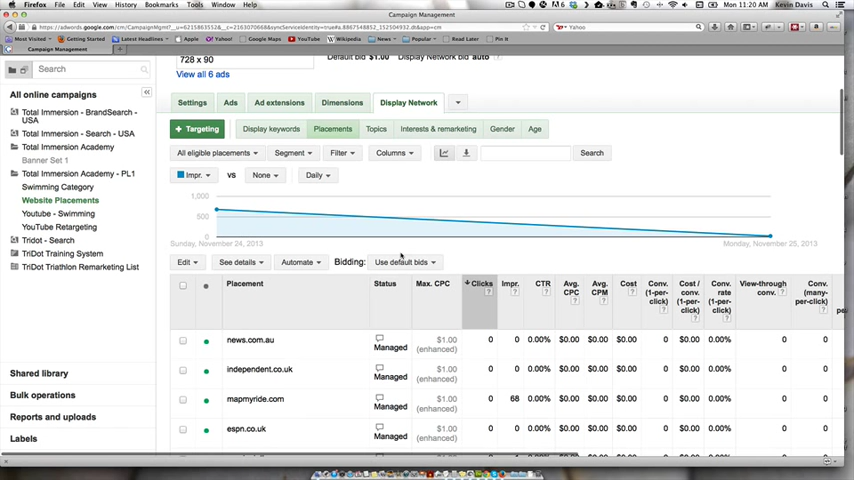 Firefox File Edit View History Bookmarks Tools Window Help
Mon 11:20 AM Kevin Davis
Campaign Management
Yahoo
Most Visited Getting Started Latest Headlines Apple Yahoo! Google Maps YouTube Wikipedia News Popular Read Later Pin It
Campaign Management
Search
All online campaigns
Total Immersion - BrandSearch - USA
Total Immersion - Search - USA
Total Immersion Academy
Banner Set 1
Total Immersion Academy - PL1
Swimming Category
Website Placements
Youtube - Swimming
YouTube Retargeting
Tridot - Search
TriDot Training System
TriDot Triathlon Remarketing List
Shared library
Bulk operations
Reports and uploads
Labels
728 x 90
Default bid $1.00 Display Network bid auto
View all 6 ads
Settings Ads Ad extensions Dimensions Display Network
+ Targeting Display keywords Placements Topics Interests & remarketing Gender Age
All eligible placements Segment Filter Columns Search
Impr. VS None Daily
1,000
500
0
Sunday, November 24, 2013 Monday, November 25, 2013
Edit See details Automate Bidding: Use default bids
Placement Status Max. CPC Clicks Impr. CTR Avg. CPC Avg. CPM Cost Conv. (1-per-click) Cost / conv. (1-per-click) Conv. rate (1-per-click) View-through conv. Conv. (many-per-click)
news.com.au Managed $1.00 (enhanced) 0 0 0.00% $0.00 $0.00 $0.00 0 $0.00 0.00% 0 0
independent.co.uk Managed $1.00 (enhanced) 0 0 0.00% $0.00 $0.00 $0.00 0 $0.00 0.00% 0 0
mapmyride.com Managed $1.00 (enhanced) 0 68 0.00% $0.00 $0.00 $0.00 0 $0.00 0.00% 0 0
espn.co.uk Managed $1.00 (enhanced) 0 0 0.00% $0.00 $0.00 $0.00 0 $0.00 0.00% 0 0